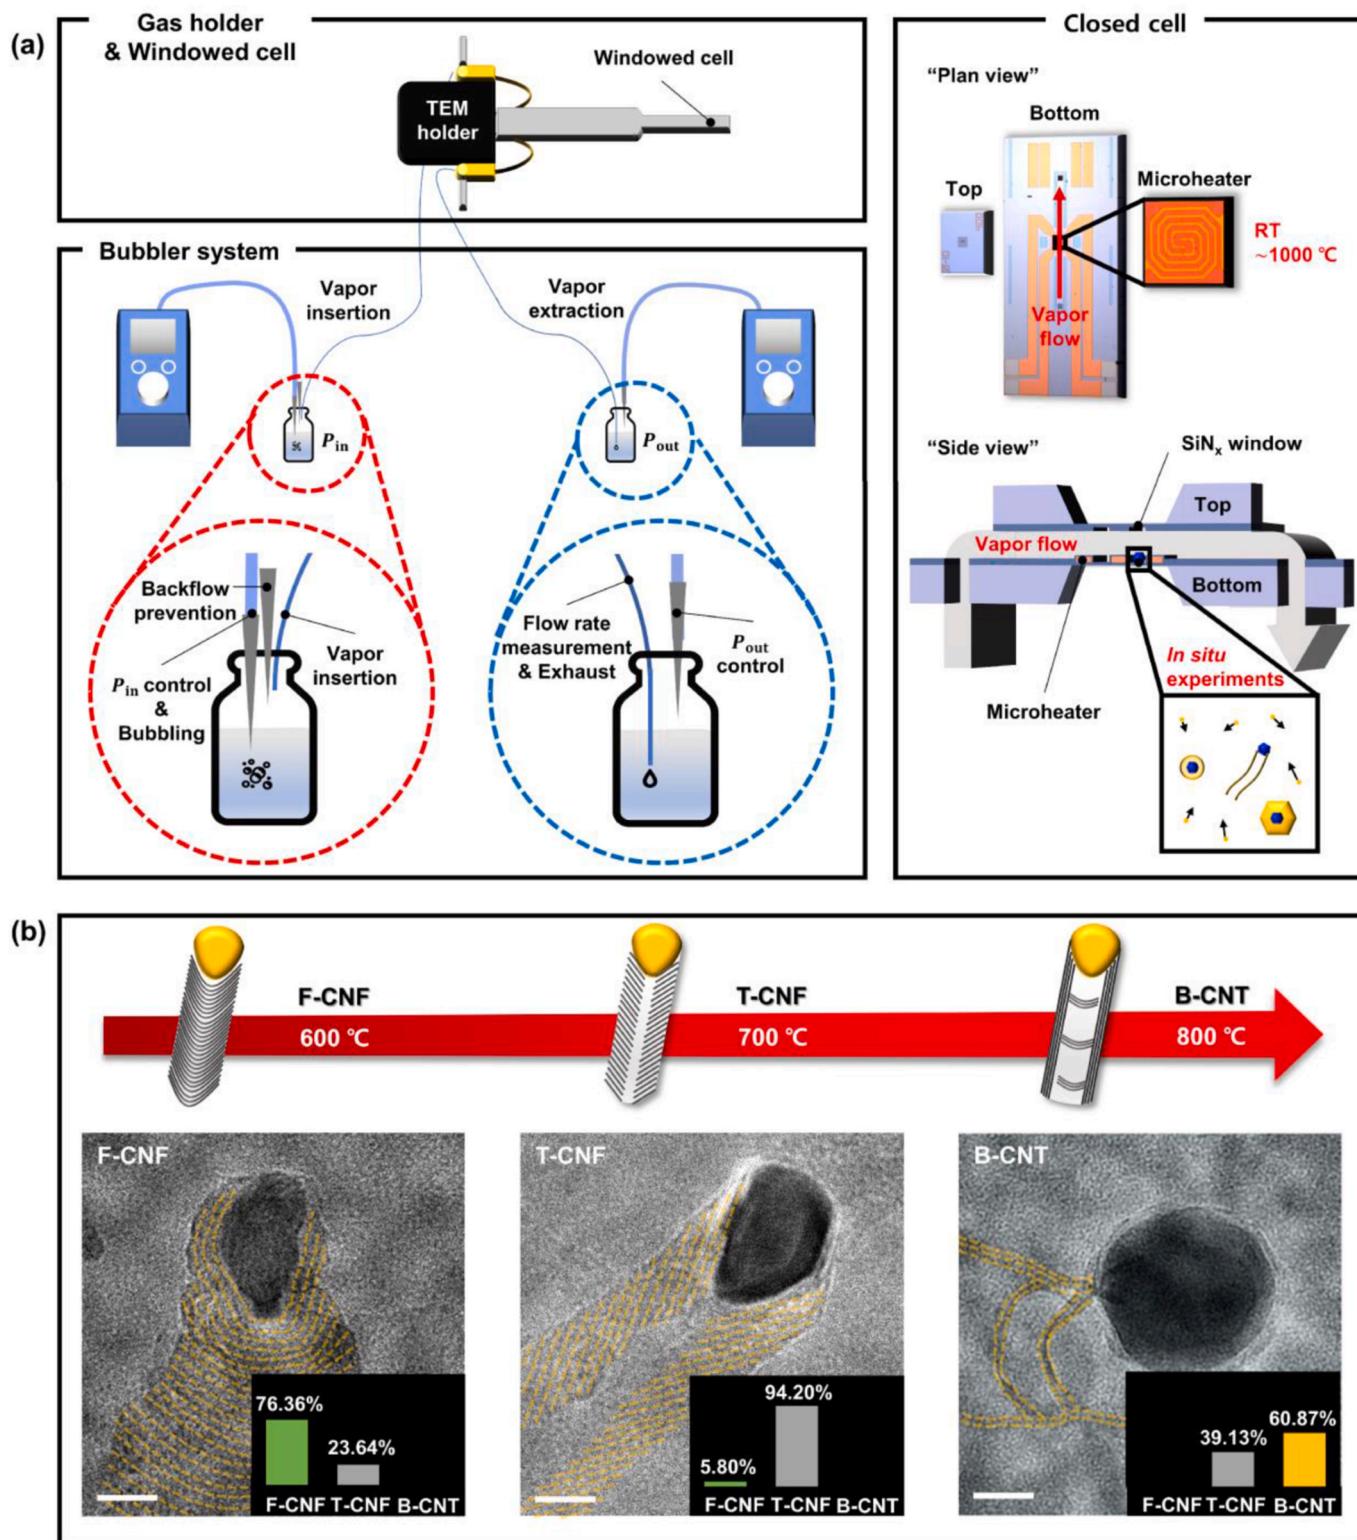 (a)
Gas holder
& Windowed cell
TEM
holder
Windowed cell
Bubbler system
Vapor
insertion
Vapor
extraction
P_in
P_out
Backflow
prevention
P_in control
&
Bubbling
Vapor
insertion
Flow rate
measurement
& Exhaust
P_out
control
Closed cell
“Plan view”
Bottom
Top
Microheater
RT
~1000 ℃
Vapor
flow
“Side view”
SiNₓ window
Top
Vapor flow
Bottom
In situ
experiments
Microheater
(b)
F-CNF
600 ℃
T-CNF
700 ℃
B-CNT
800 ℃
F-CNF
76.36%
23.64%
F-CNF T-CNF B-CNT
T-CNF
94.20%
5.80%
F-CNF T-CNF B-CNT
B-CNT
60.87%
39.13%
F-CNF T-CNF B-CNT